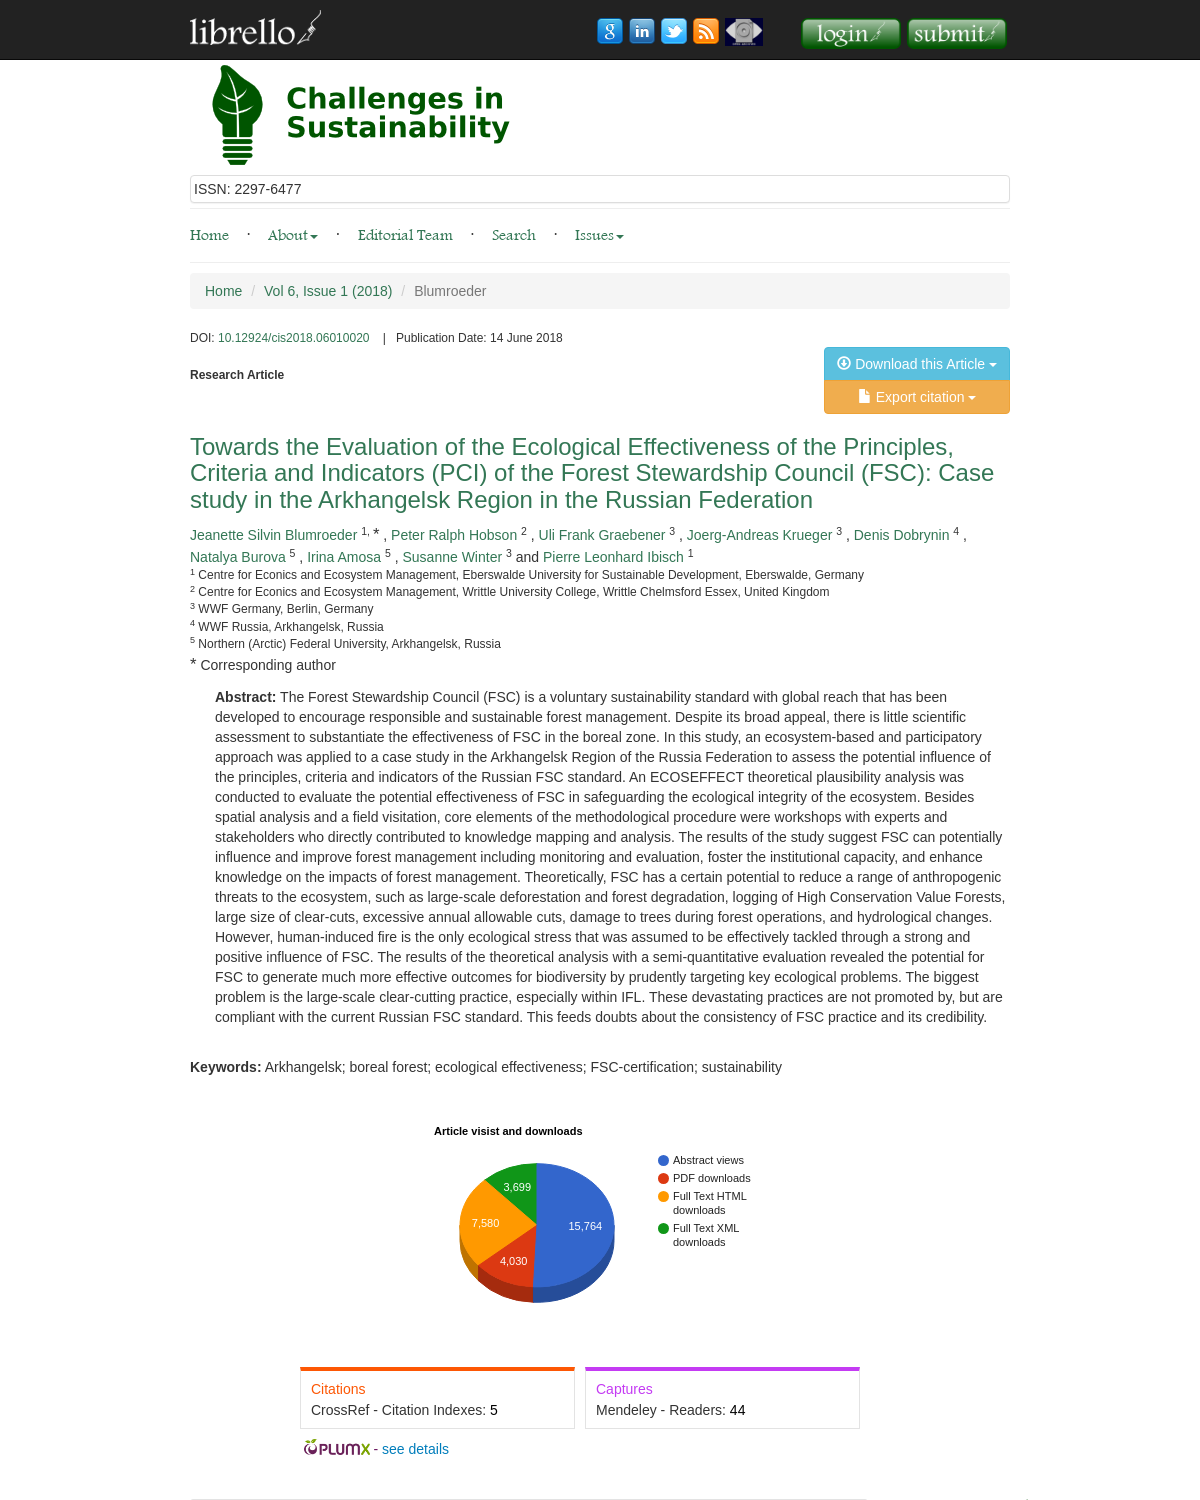 librello
login
submit
Challenges in
Sustainability
ISSN: 2297-6477
Home · About · Editorial Team · Search · Issues
Home / Vol 6, Issue 1 (2018) / Blumroeder
DOI: 10.12924/cis2018.06010020 | Publication Date: 14 June 2018
Download this Article
Research Article
Export citation
Towards the Evaluation of the Ecological Effectiveness of the Principles,
Criteria and Indicators (PCI) of the Forest Stewardship Council (FSC): Case
study in the Arkhangelsk Region in the Russian Federation
Jeanette Silvin Blumroeder 1, * , Peter Ralph Hobson 2 , Uli Frank Graebener 3 , Joerg-Andreas Krueger 3 , Denis Dobrynin 4 ,
Natalya Burova 5 , Irina Amosa 5 , Susanne Winter 3 and Pierre Leonhard Ibisch 1
1 Centre for Econics and Ecosystem Management, Eberswalde University for Sustainable Development, Eberswalde, Germany
2 Centre for Econics and Ecosystem Management, Writtle University College, Writtle Chelmsford Essex, United Kingdom
3 WWF Germany, Berlin, Germany
4 WWF Russia, Arkhangelsk, Russia
5 Northern (Arctic) Federal University, Arkhangelsk, Russia
* Corresponding author
Abstract: The Forest Stewardship Council (FSC) is a voluntary sustainability standard with global reach that has been
developed to encourage responsible and sustainable forest management. Despite its broad appeal, there is little scientific
assessment to substantiate the effectiveness of FSC in the boreal zone. In this study, an ecosystem-based and participatory
approach was applied to a case study in the Arkhangelsk Region of the Russia Federation to assess the potential influence of
the principles, criteria and indicators of the Russian FSC standard. An ECOSEFFECT theoretical plausibility analysis was
conducted to evaluate the potential effectiveness of FSC in safeguarding the ecological integrity of the ecosystem. Besides
spatial analysis and a field visitation, core elements of the methodological procedure were workshops with experts and
stakeholders who directly contributed to knowledge mapping and analysis. The results of the study suggest FSC can potentially
influence and improve forest management including monitoring and evaluation, foster the institutional capacity, and enhance
knowledge on the impacts of forest management. Theoretically, FSC has a certain potential to reduce a range of anthropogenic
threats to the ecosystem, such as large-scale deforestation and forest degradation, logging of High Conservation Value Forests,
large size of clear-cuts, excessive annual allowable cuts, damage to trees during forest operations, and hydrological changes.
However, human-induced fire is the only ecological stress that was assumed to be effectively tackled through a strong and
positive influence of FSC. The results of the theoretical analysis with a semi-quantitative evaluation revealed the potential for
FSC to generate much more effective outcomes for biodiversity by prudently targeting key ecological problems. The biggest
problem is the large-scale clear-cutting practice, especially within IFL. These devastating practices are not promoted by, but are
compliant with the current Russian FSC standard. This feeds doubts about the consistency of FSC practice and its credibility.
Keywords: Arkhangelsk; boreal forest; ecological effectiveness; FSC-certification; sustainability
Article visist and downloads
Abstract views
PDF downloads
Full Text HTML
downloads
Full Text XML
downloads
3,699
7,580
15,764
4,030
Citations
CrossRef - Citation Indexes: 5
Captures
Mendeley - Readers: 44
PLUMX - see details